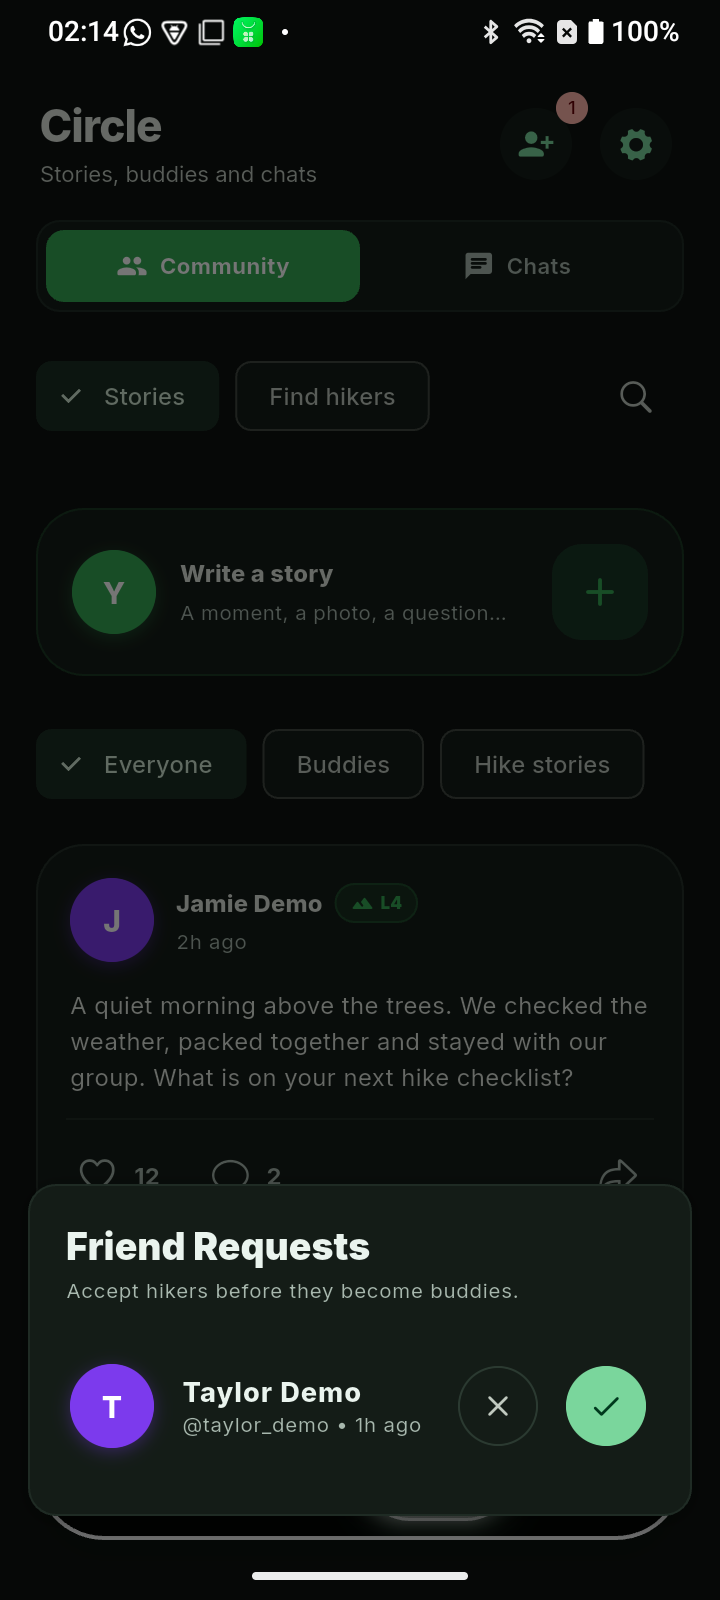 02:14
100%
Circle
1
Stories, buddies and chats
Community
Chats
Stories
Find hikers
Y
Write a story
A moment, a photo, a question...
Everyone
Buddies
Hike stories
J
Jamie Demo
L4
2h ago
A quiet morning above the trees. We checked the
weather, packed together and stayed with our
group. What is on your next hike checklist?
12
2
Friend Requests
Accept hikers before they become buddies.
T
Taylor Demo
@taylor_demo • 1h ago